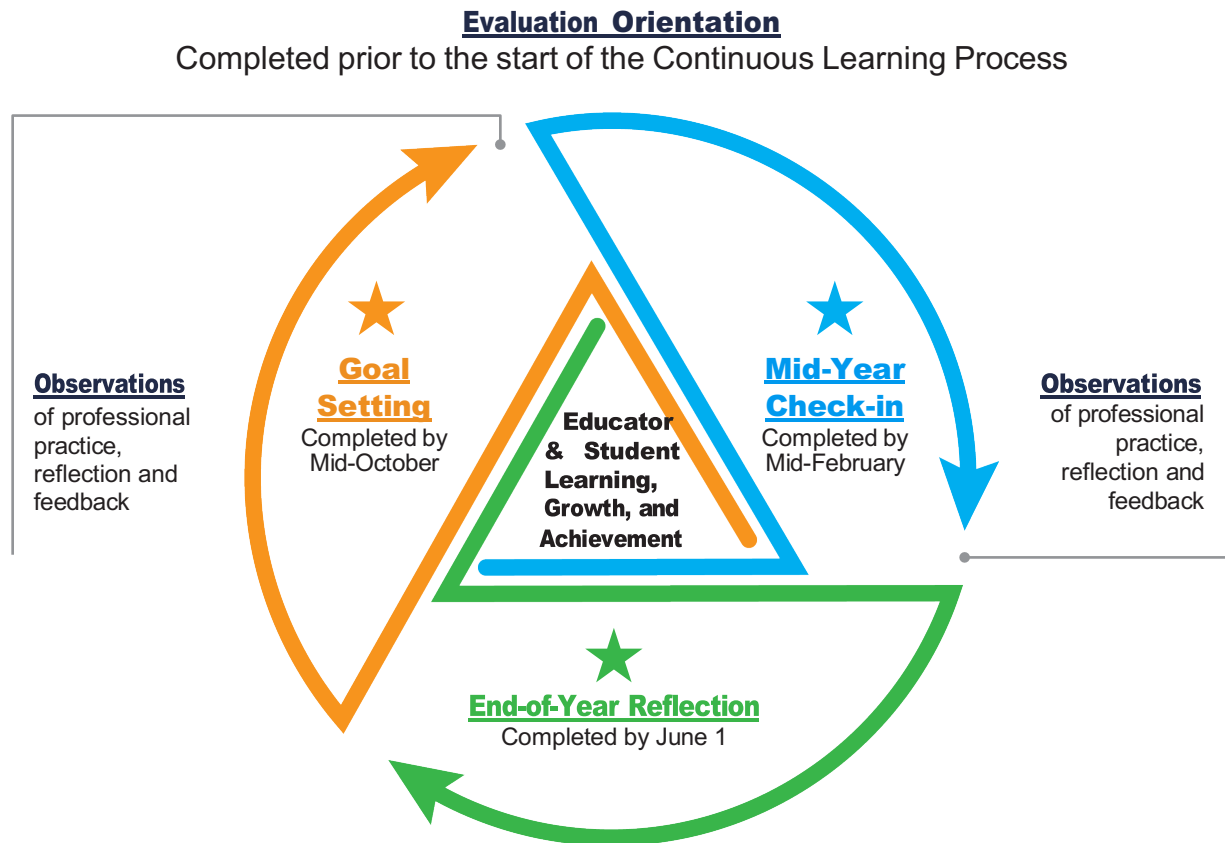 Evaluation Orientation
Completed prior to the start of the Continuous Learning Process
Observations
of professional
practice,
reflection and
feedback
Goal
Setting
Completed by
Mid-October
Educator
& Student
Learning,
Growth, and
Achievement
Mid-Year
Check-in
Completed by
Mid-February
Observations
of professional
practice,
reflection and
feedback
End-of-Year Reflection
Completed by June 1